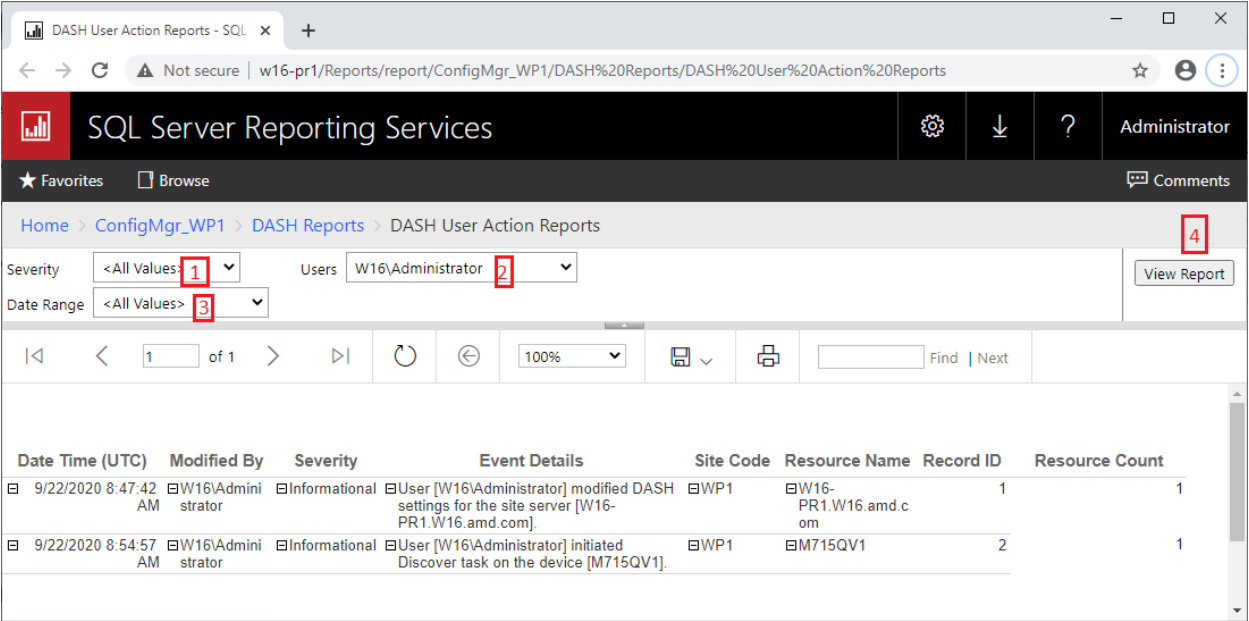 DASH User Action Reports - SQL
Not secure | w16-pr1/Reports/report/ConfigMgr_WP1/DASH%20Reports/DASH%20User%20Action%20Reports
SQL Server Reporting Services
? Administrator
Favorites Browse Comments
Home > ConfigMgr_WP1 > DASH Reports > DASH User Action Reports
4
Severity <All Values> 1 Users W16\Administrator 2 View Report
Date Range <All Values> 3
1 of 1 100% Find | Next
Date Time (UTC) Modified By Severity Event Details Site Code Resource Name Record ID Resource Count
9/22/2020 8:47:42 W16\Admini Informational User [W16\Administrator] modified DASH WP1 W16- 1 1
AM strator settings for the site server [W16- PR1.W16.amd.c
PR1.W16.amd.com]. om
9/22/2020 8:54:57 W16\Admini Informational User [W16\Administrator] initiated WP1 M715QV1 2 1
AM strator Discover task on the device [M715QV1].